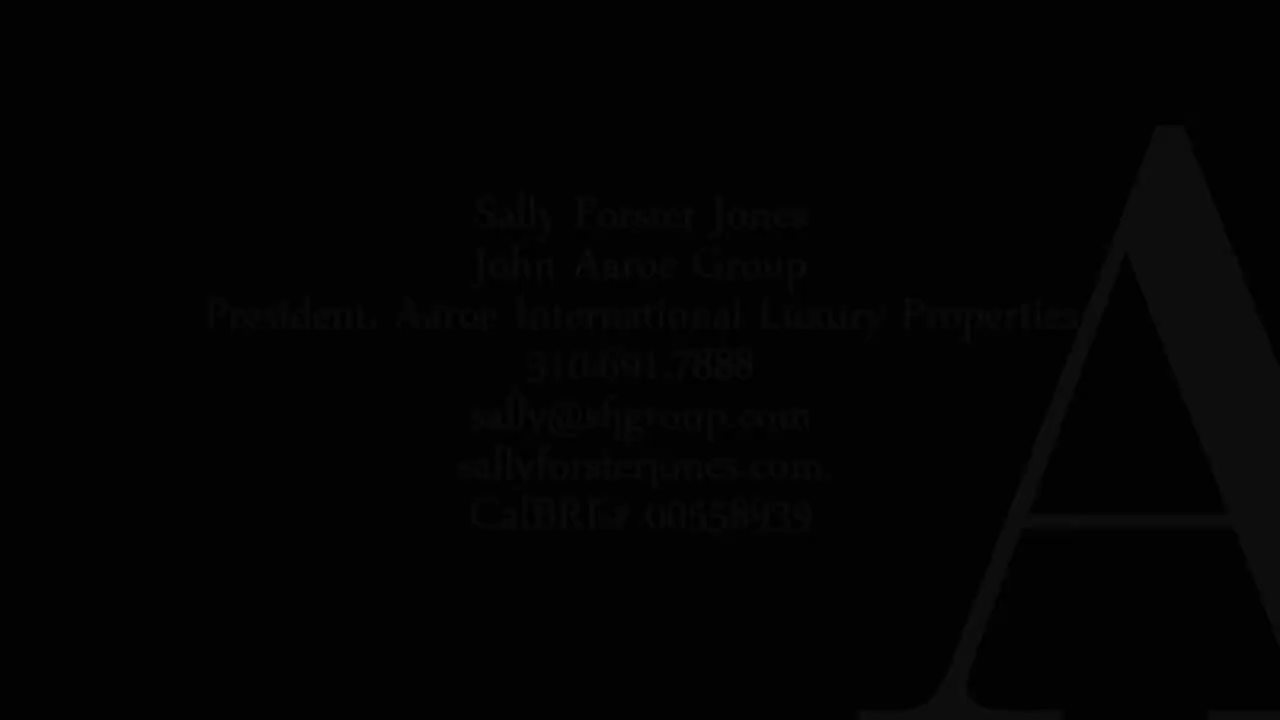 Sally Forster Jones
John Aaroe Group
President, Aaroe International Luxury Properties
310.691.7888
sally@sfjgroup.com
sallyforsterjones.com
CalBRE# 00558939
A